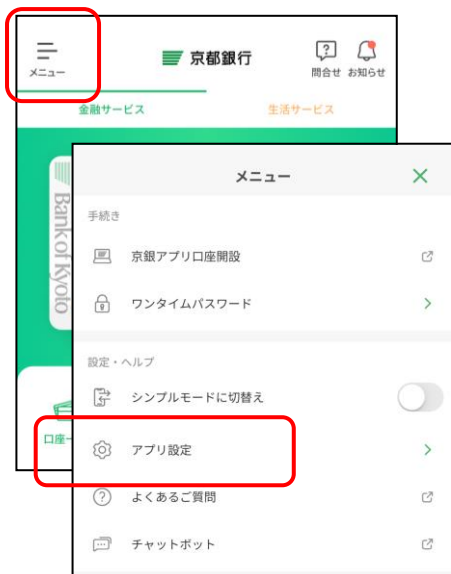 メニュー
京都銀行
問合せ お知らせ
金融サービス 生活サービス
Bank of Kyoto
口座一
メニュー
手続き
京銀アプリ口座開設
ワンタイムパスワード
設定・ヘルプ
シンプルモードに切替え
アプリ設定
よくあるご質問
チャットボット